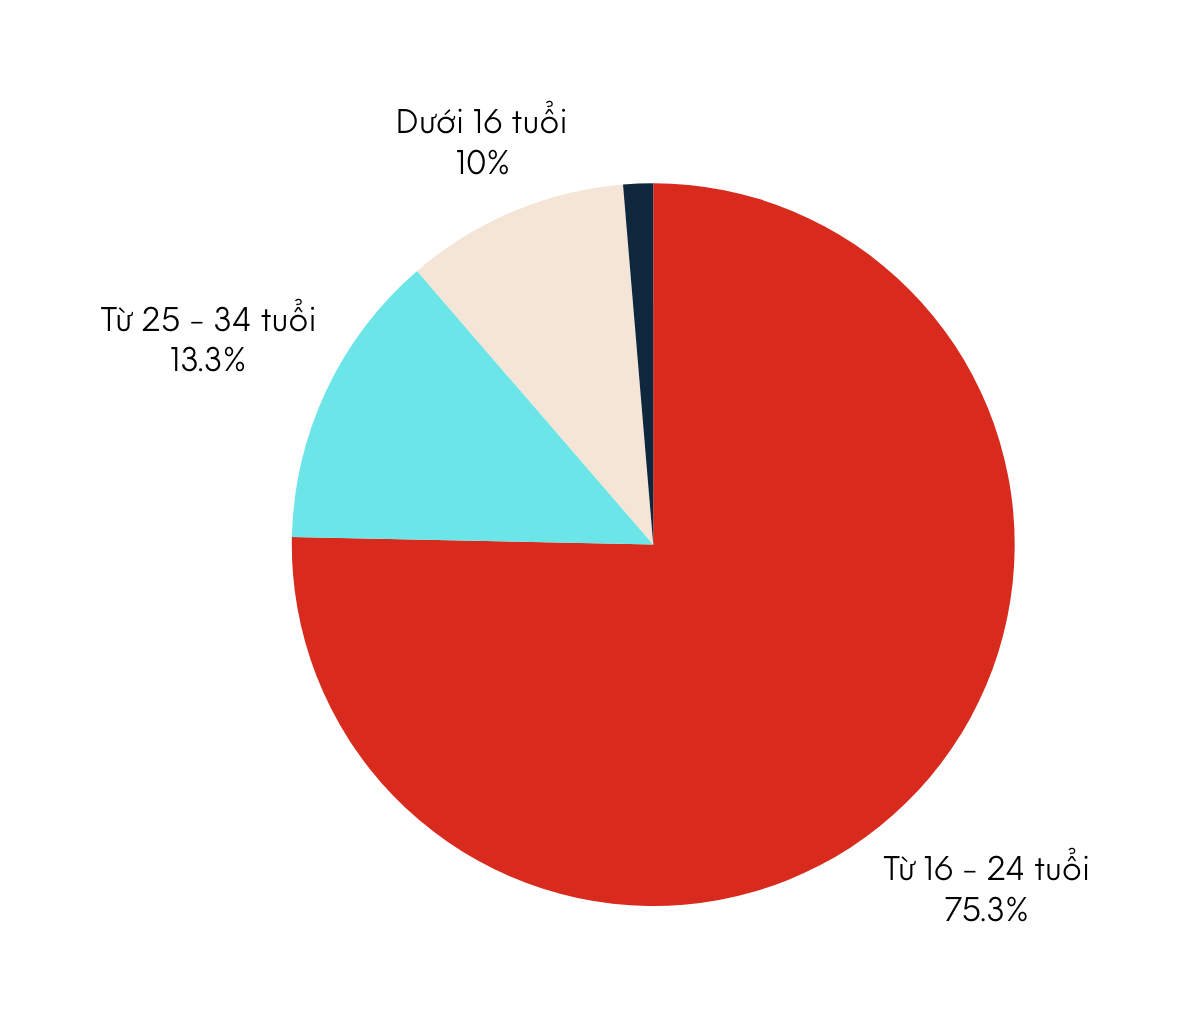 Dưới 16 tuổi
10%
Từ 25 - 34 tuổi
13.3%
Từ 16 - 24 tuổi
75.3%